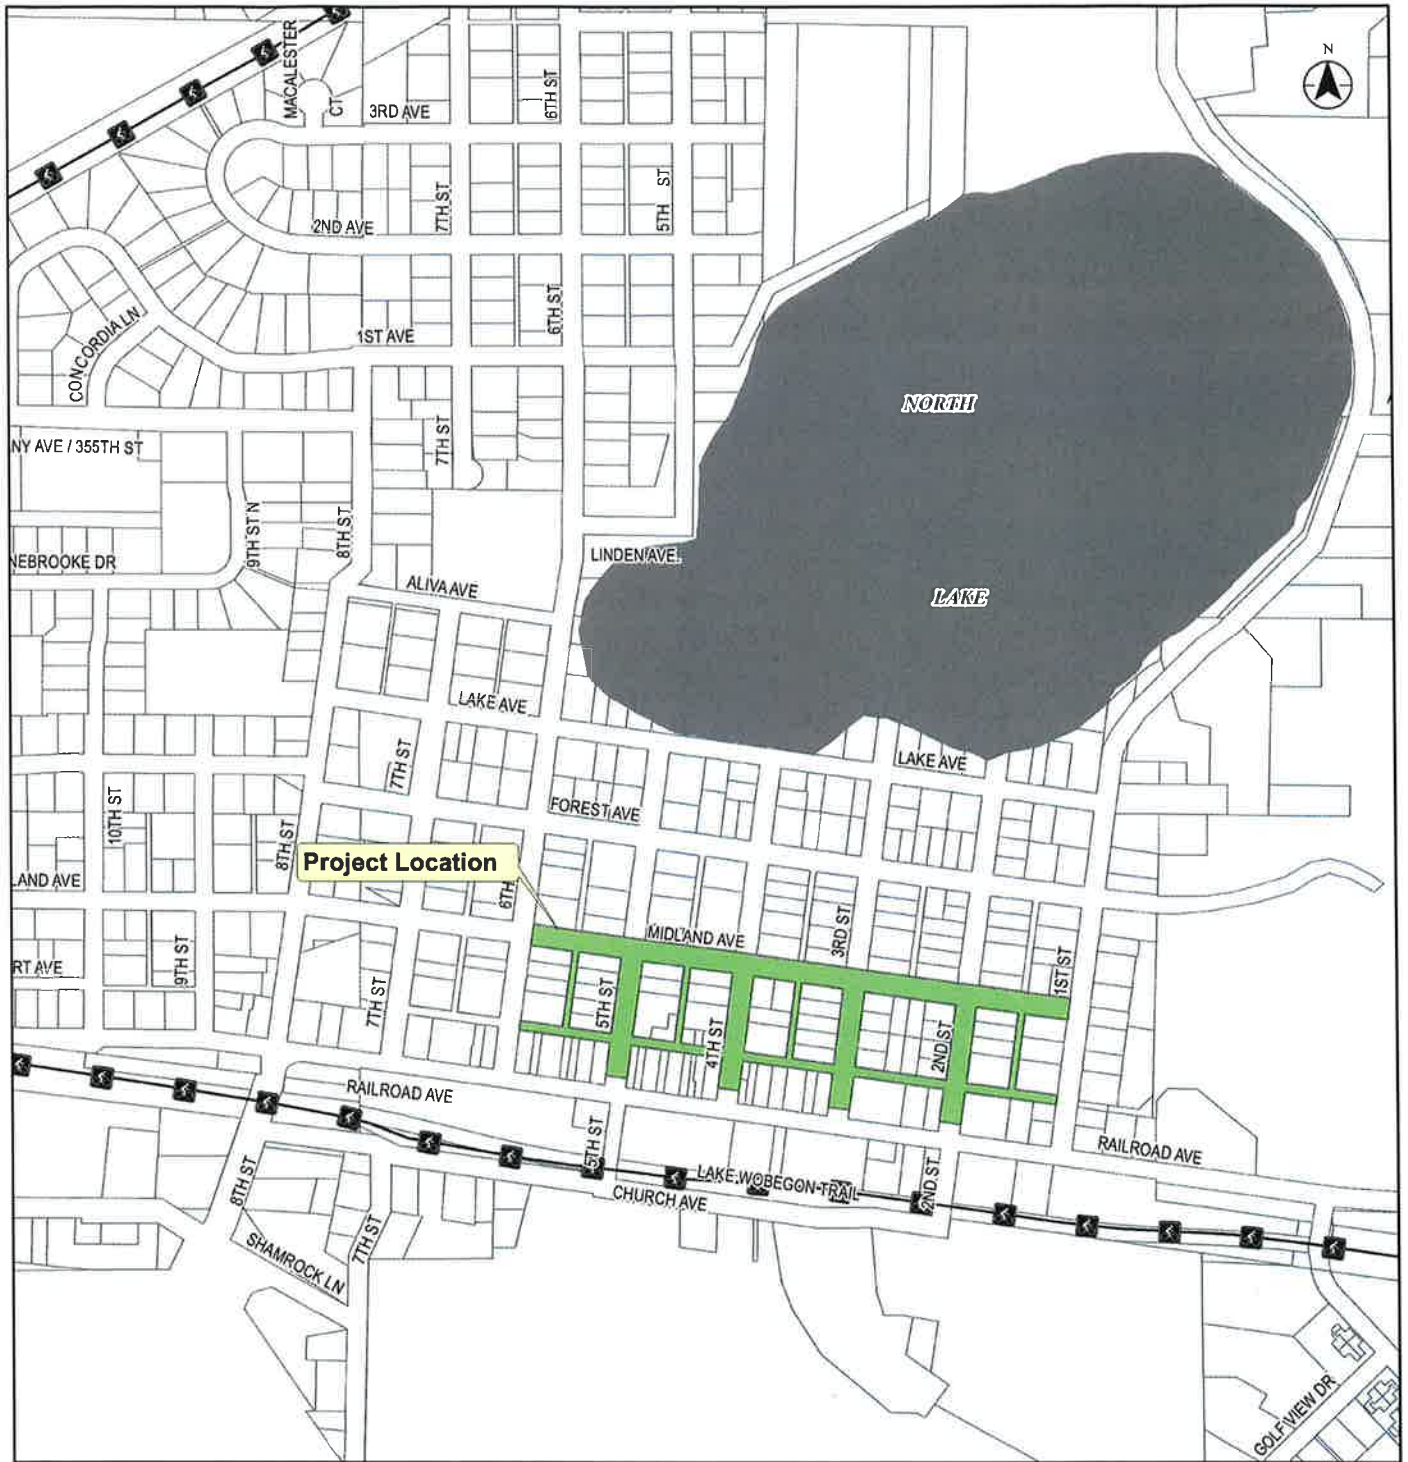 N
MACALESTER
CT
3RD AVE
6TH ST
7TH ST
5TH ST
2ND AVE
6TH ST
1ST AVE
CONCORDIA LN
NORTH
7TH ST
NY AVE / 355TH ST
9TH ST N
8TH ST
LINDEN AVE.
NEBROOKE DR
ALIVA AVE
LAKE
LAKE AVE
7TH ST
LAKE AVE
10TH ST
FOREST AVE
8TH ST
Project Location
LAND AVE
6TH
MIDLAND AVE
3RD ST
9TH ST
RT AVE
1ST ST
7TH ST
5TH ST
4TH ST
2ND ST
RAILROAD AVE
5TH ST
RAILROAD AVE
8TH ST
LAKE WOBEGON TRAIL
2ND ST
CHURCH AVE
7TH ST
SHAMROCK LN
GOLF VIEW DR